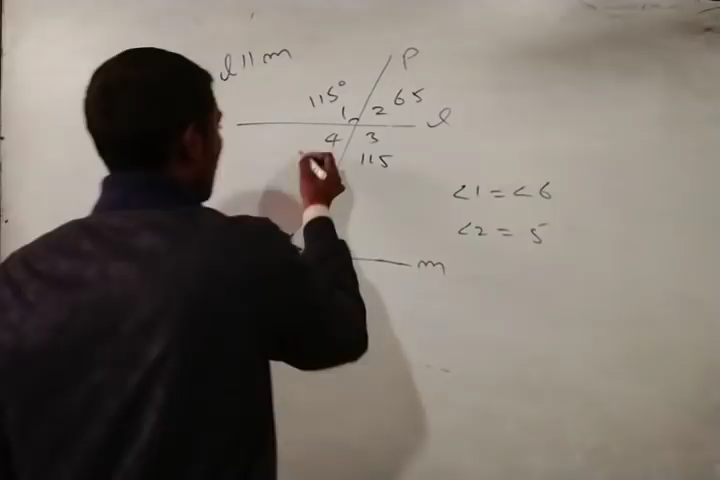 l || m
P
115°
65
1
2
l
4
3
115
<1 = <6
<2 = 5
m